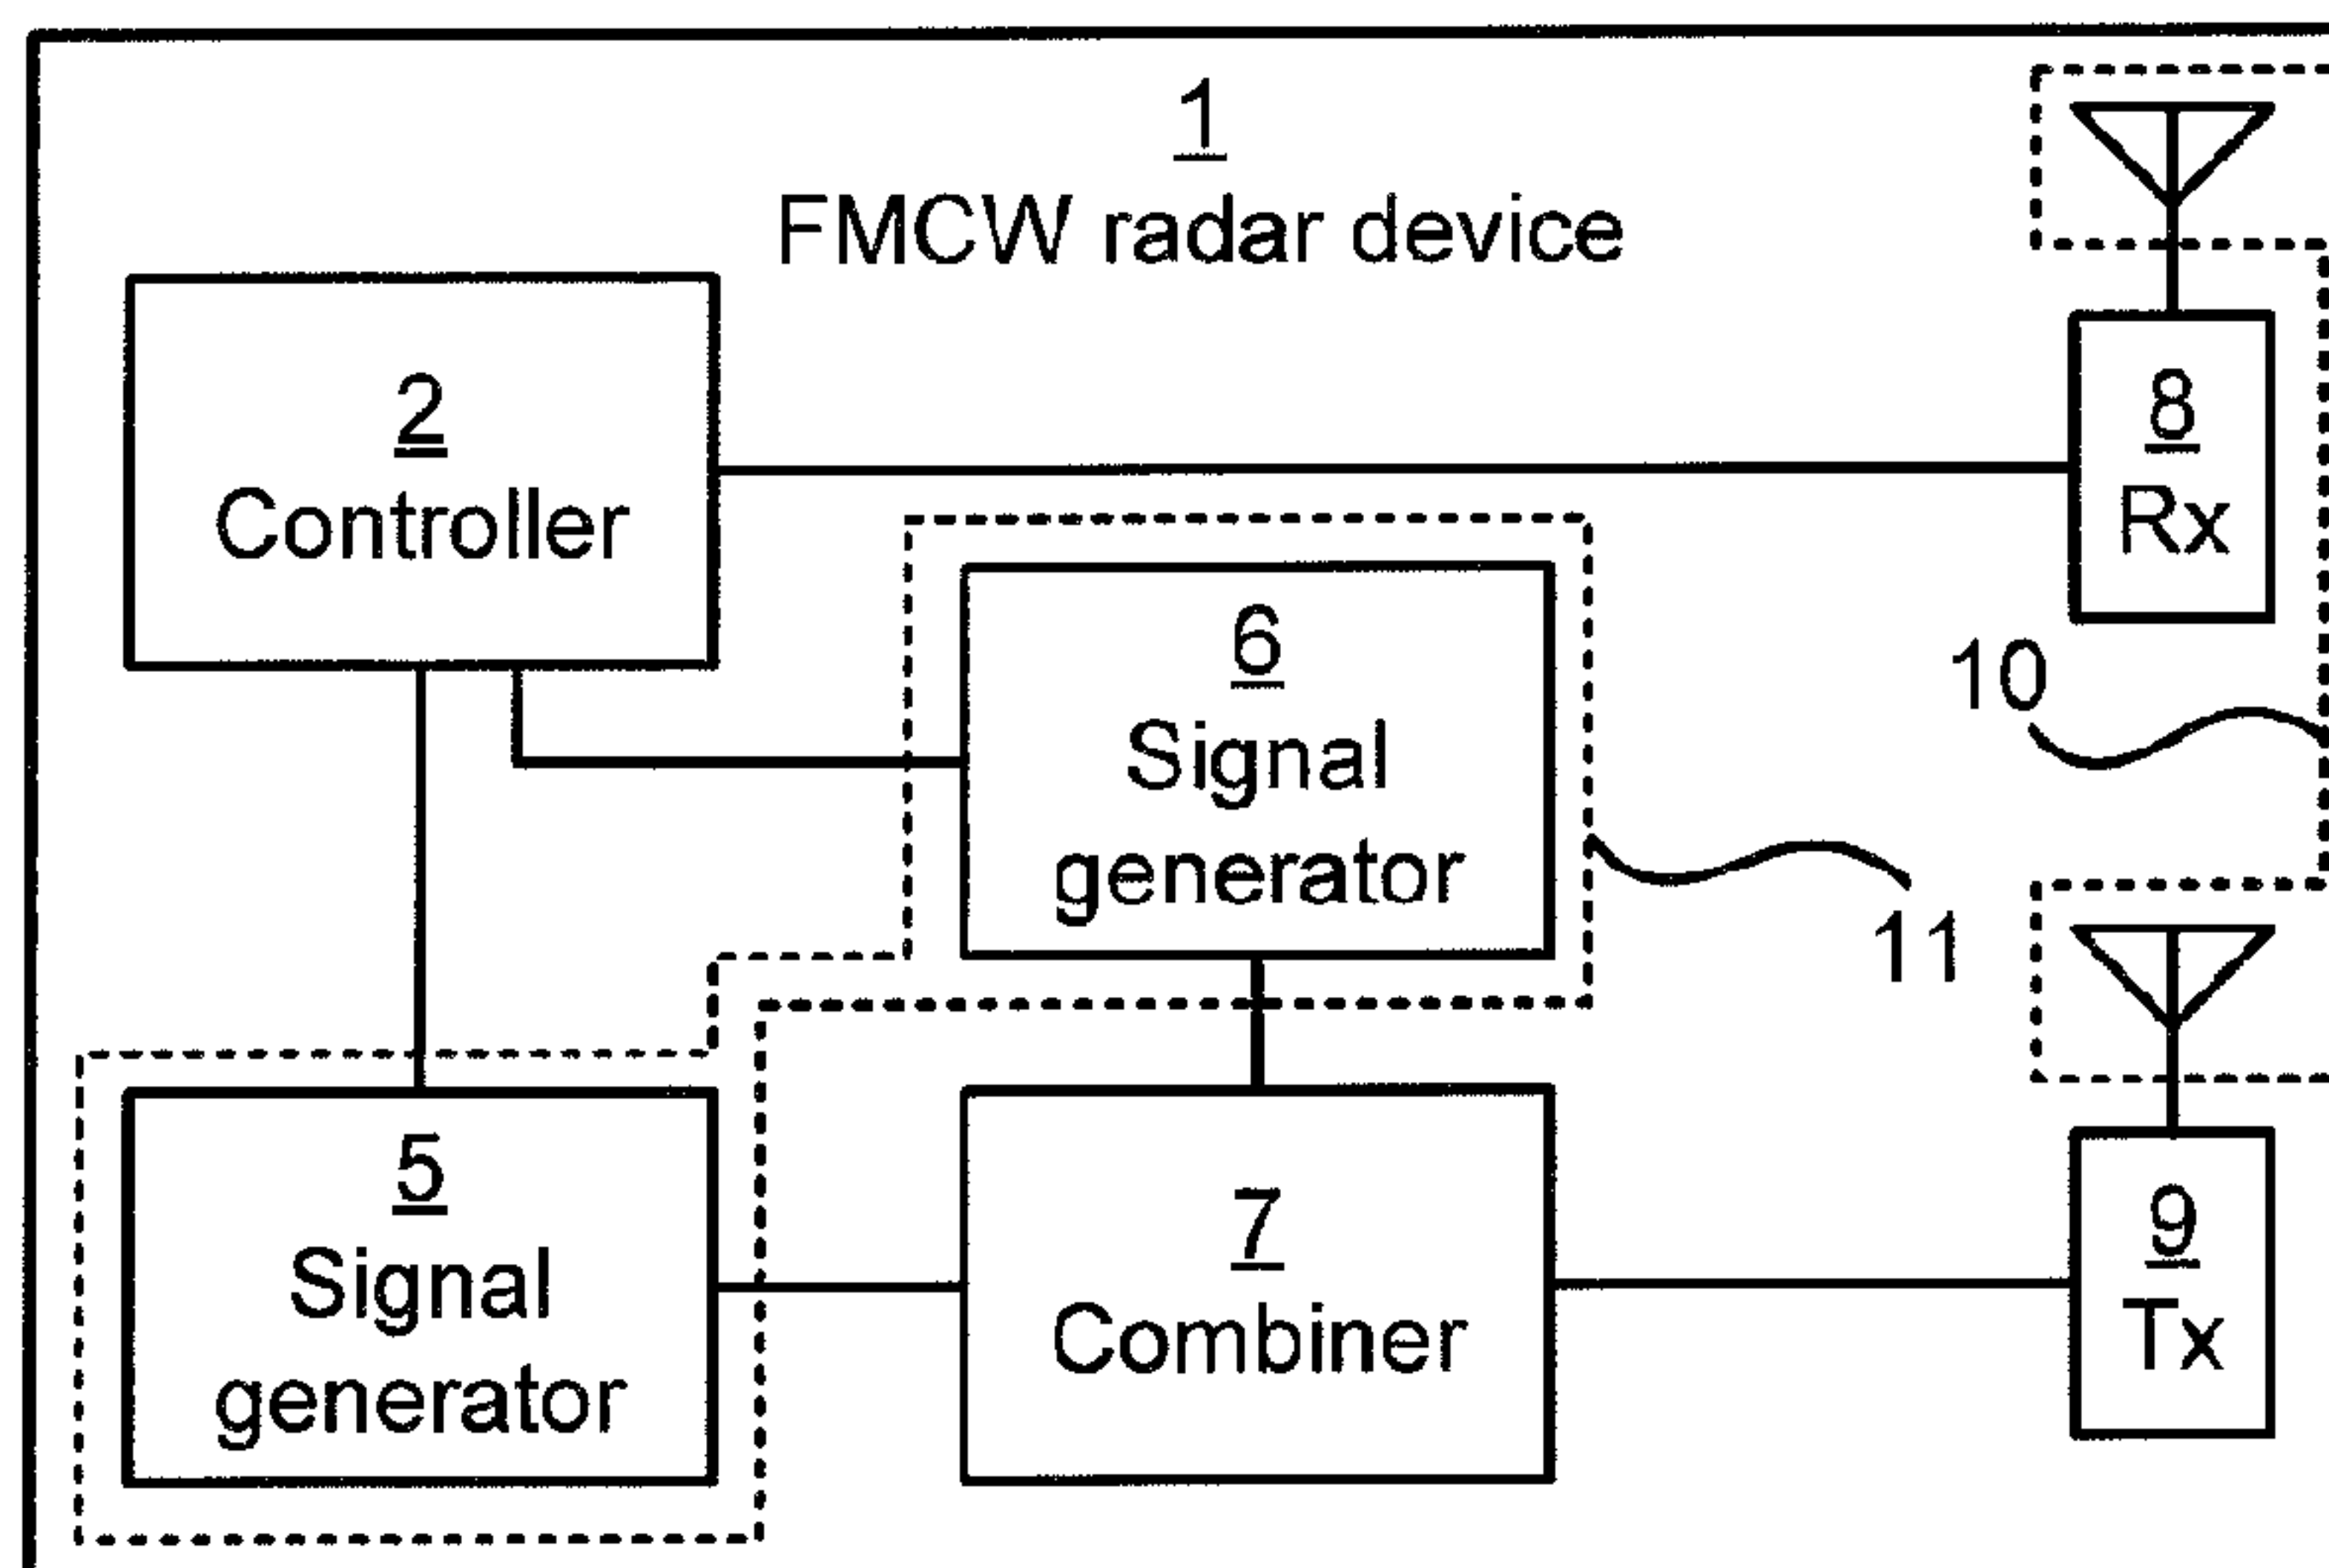 1
FMCW radar device
2
Controller
8
Rx
6
Signal
generator
10
11
5
Signal
generator
7
Combiner
9
Tx